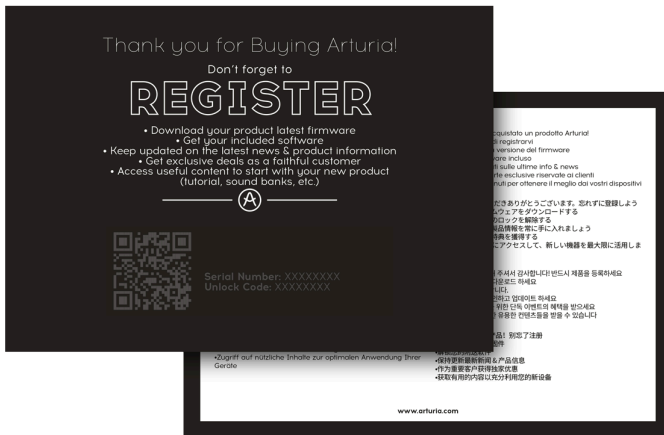 Thank you for Buying Arturia!
Don't forget to
REGISTER
• Download your product latest firmware
• Get your included software
• Keep updated on the latest news & product information
• Get exclusive deals as a faithful customer
• Access useful content to start with your new product
(tutorial, sound banks, etc.)
A
Serial Number: XXXXXXXX
Unlock Code: XXXXXXXX
un prodotto Arturia!
di registrarvi
versione del firmware
incluso
sulle ultime info & news
esclusive riservate ai clienti
per ottenere il meglio dai vostri dispositivi
ありがとうございます。忘れずに登録しよう
ウェアをダウンロードする
ロックを解除する
品情報を常に手に入れましょう
特典を獲得する
にアクセスして、新しい機器を最大限に活用しま
주셔서 감사합니다! 반드시 제품을 등록하세요
다운로드 하세요
니다.
하고 업데이트 하세요
위한 단독 이벤트의 혜택을 받으세요
유용한 컨텐츠들을 받을 수 있습니다
品！别忘了注册
固件
•Zugriff auf nützliche Inhalte zur optimalen Anwendung Ihrer
Geräte
•保持更新最新新闻 & 产品信息
•作为重要客户获得独家优惠
•获取有用的内容以充分利用您的新设备
www.arturia.com